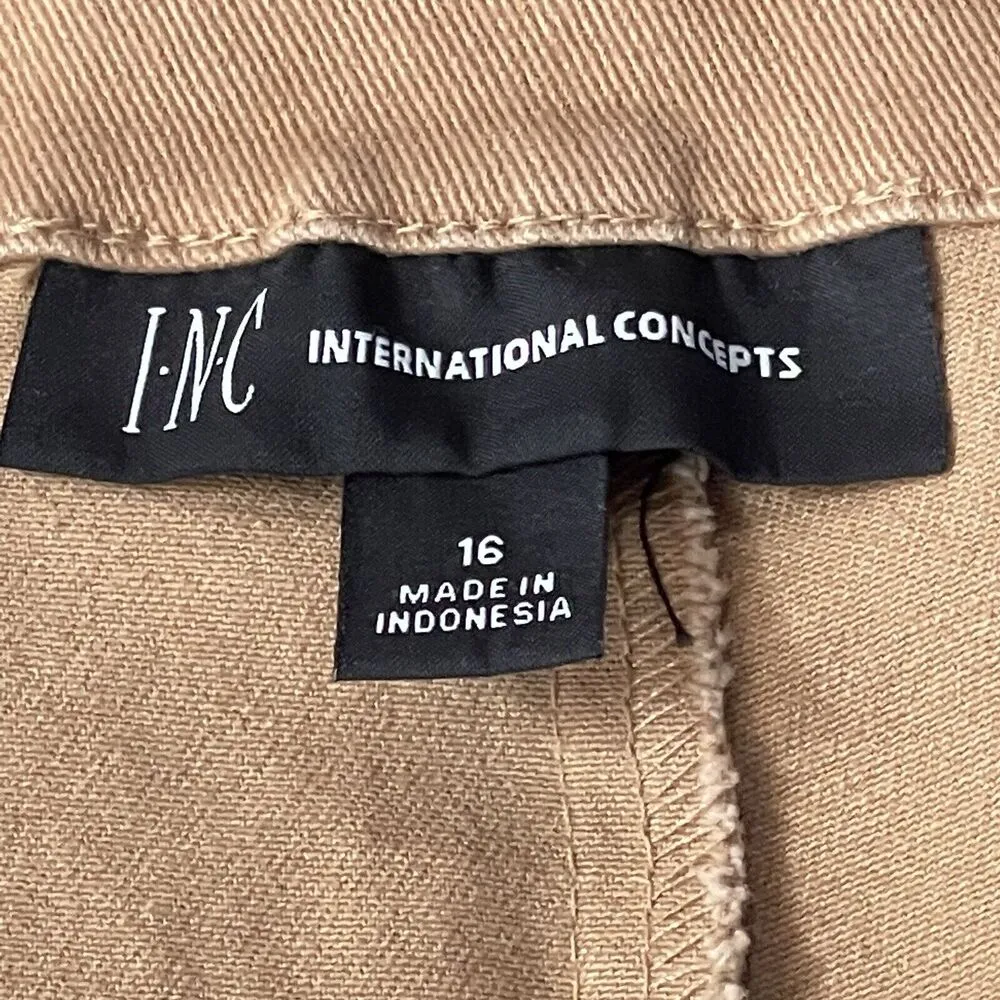 I·N·C INTERNATIONAL CONCEPTS
16
MADE IN
INDONESIA